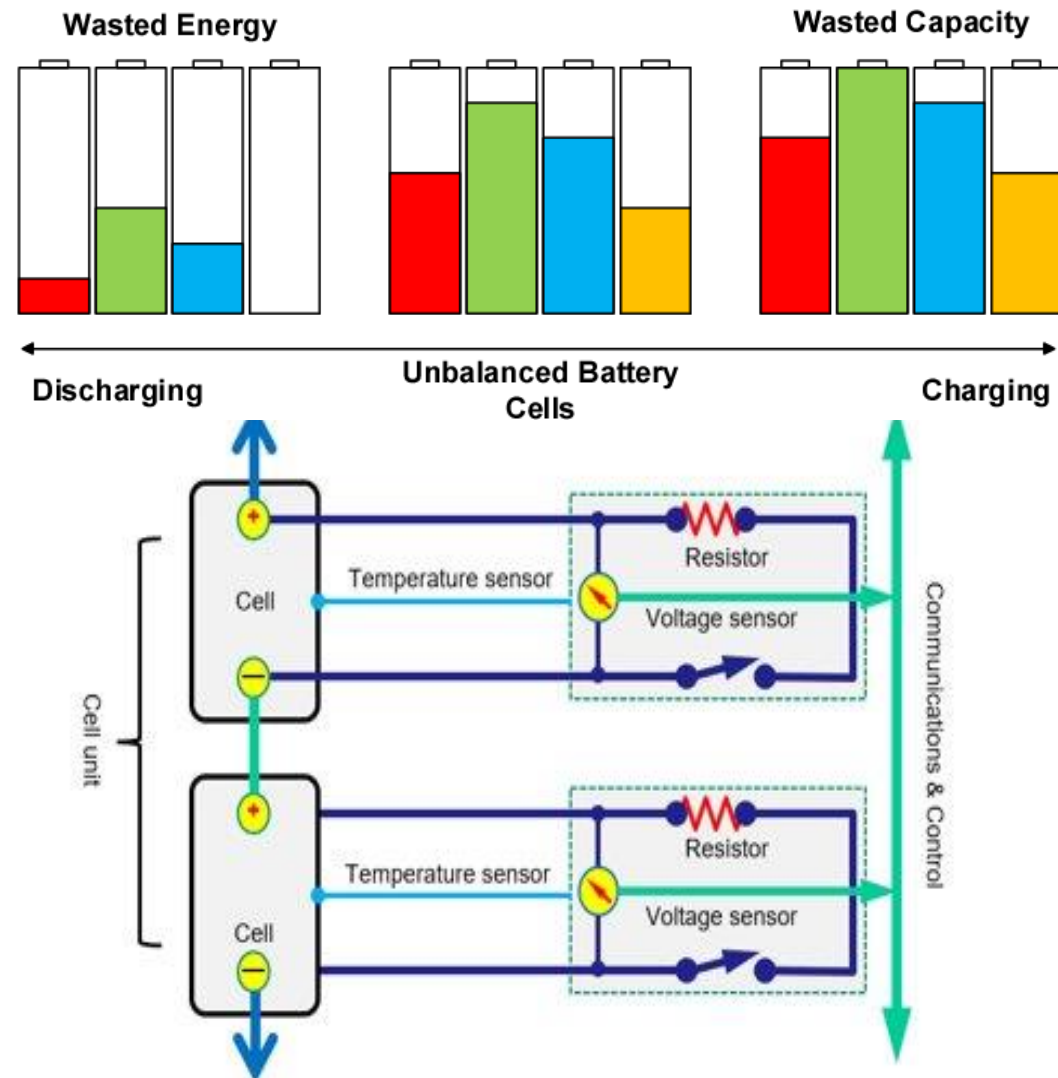 Wasted Energy
Wasted Capacity
Discharging
Unbalanced Battery
Cells
Charging
+
Resistor
Temperature sensor
Cell
Voltage sensor
−
Cell unit
Communications & Control
+
Resistor
Temperature sensor
Voltage sensor
Cell
−